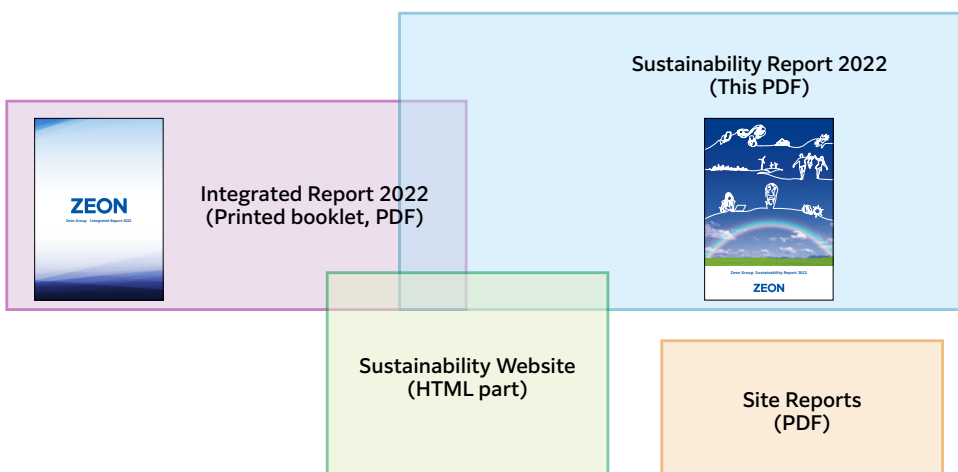 Sustainability Report 2022
(This PDF)
Integrated Report 2022
(Printed booklet, PDF)
ZEON
Zeon Group Integrated Report 2022
Zeon Group Sustainability Report 2022
ZEON
Sustainability Website
(HTML part)
Site Reports
(PDF)